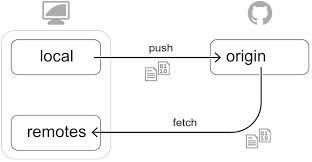 local
push
origin
remotes
fetch